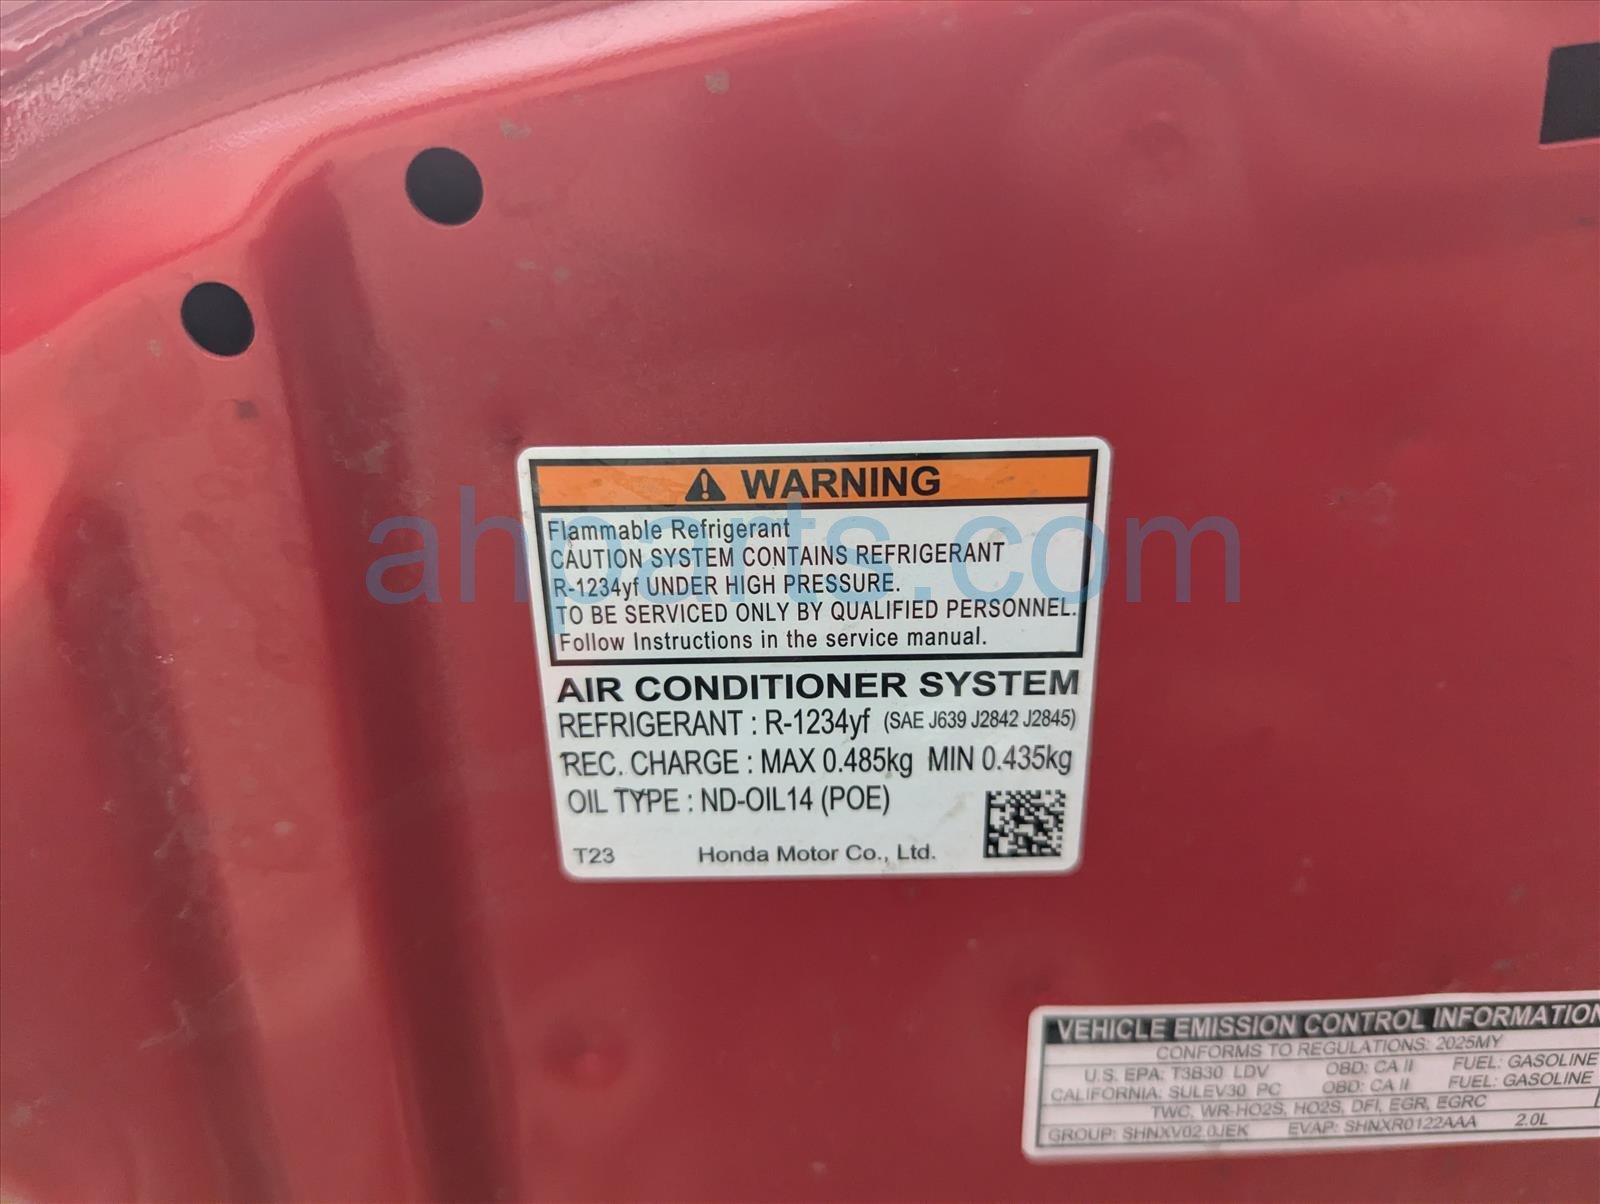 WARNING
Flammable Refrigerant
CAUTION SYSTEM CONTAINS REFRIGERANT
R-1234yf UNDER HIGH PRESSURE.
TO BE SERVICED ONLY BY QUALIFIED PERSONNEL.
Follow Instructions in the service manual.
AIR CONDITIONER SYSTEM
REFRIGERANT : R-1234yf (SAE J639 J2842 J2845)
REC. CHARGE : MAX 0.485kg MIN 0.435kg
OIL TYPE : ND-OIL14 (POE)
T23 Honda Motor Co., Ltd.
ahparts.com
VEHICLE EMISSION CONTROL INFORMATION
CONFORMS TO REGULATIONS: 2025MY
U.S. EPA: T3B30 LDV OBD: CA II FUEL: GASOLINE
CALIFORNIA: SULEV30 PC OBD: CA II FUEL: GASOLINE
TWC, WR-HO2S, HO2S, DFI, EGR, EGRC
GROUP: SHNXV02.0JEK EVAP: SHNXR0122AAA 2.0L